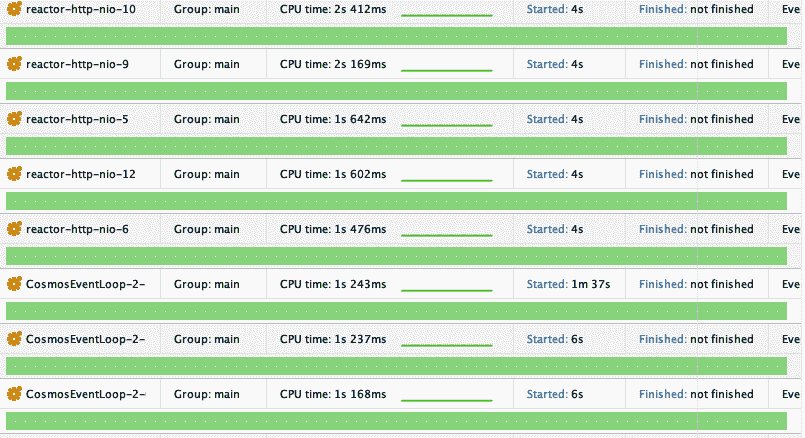 reactor-http-nio-10 Group: main CPU time: 2s 412ms Started: 4s Finished: not finished Eve
reactor-http-nio-9 Group: main CPU time: 2s 169ms Started: 4s Finished: not finished Eve
reactor-http-nio-5 Group: main CPU time: 1s 642ms Started: 4s Finished: not finished Eve
reactor-http-nio-12 Group: main CPU time: 1s 602ms Started: 4s Finished: not finished Eve
reactor-http-nio-6 Group: main CPU time: 1s 476ms Started: 4s Finished: not finished Eve
CosmosEventLoop-2- Group: main CPU time: 1s 243ms Started: 1m 37s Finished: not finished Eve
CosmosEventLoop-2- Group: main CPU time: 1s 237ms Started: 6s Finished: not finished Eve
CosmosEventLoop-2- Group: main CPU time: 1s 168ms Started: 6s Finished: not finished Eve